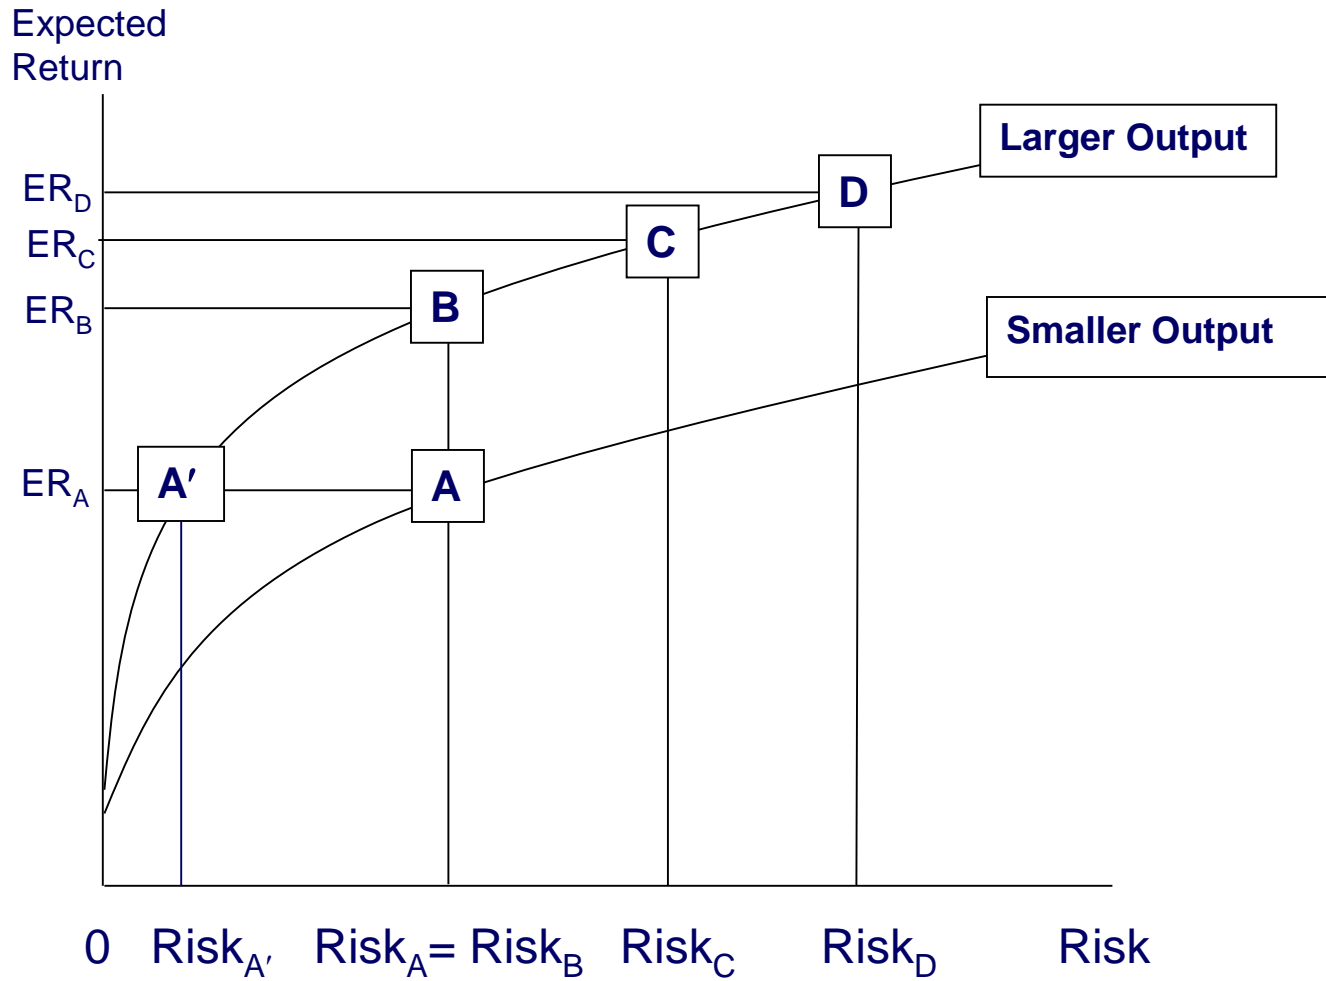 Expected
Return
Larger Output
ER_D
D
ER_C
C
ER_B
B
Smaller Output
ER_A
A′
A
0 Risk_A′ Risk_A= Risk_B Risk_C Risk_D Risk